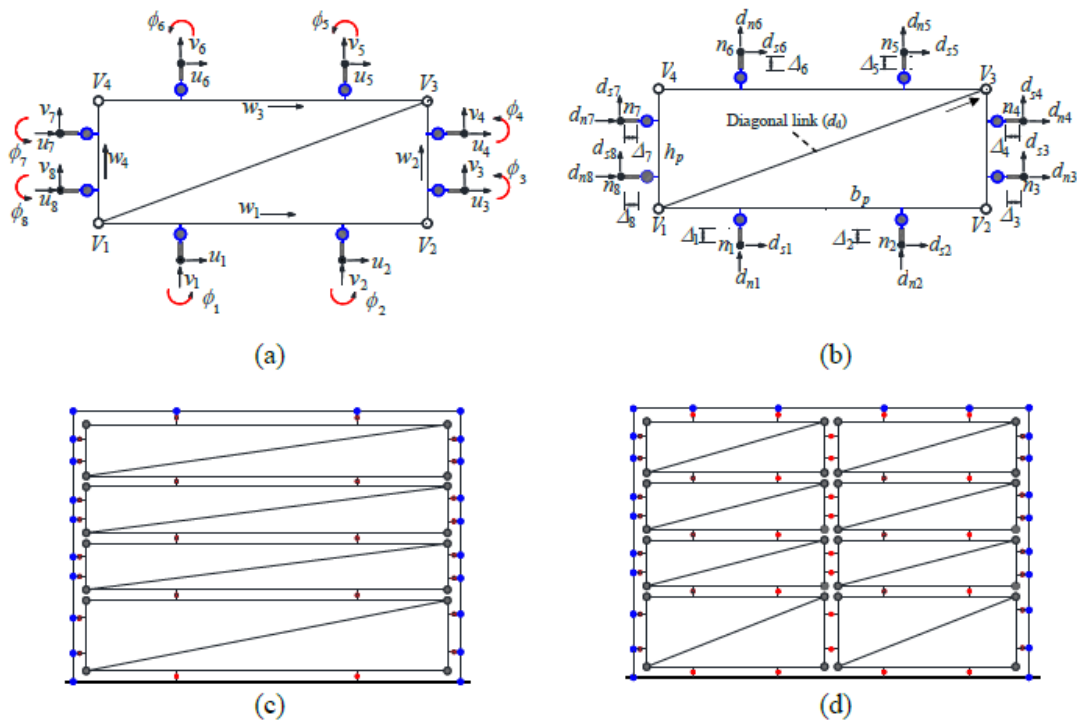 ϕ6 ϕ5
v6 v5
u6 u5
V4 w3 V3
v7 v4
ϕ7 u7 u4 ϕ4
w4 w2
v8 v3
ϕ8 u8 u3 ϕ3
V1 w1 V2
u1 u2
v1 v2
ϕ1 ϕ2
(a)
dn6 dn5
n6 ds6 n5 ds5
Δ6 Δ5
V4 V3
ds7 ds4
dn7 n7 n4 dn4
Δ7 Diagonal link (dd) Δ4
ds8 hp ds3
dn8 n8 n3 dn3
Δ8 Δ3
V1 bp V2
Δ1 n1 ds1 Δ2 n2 ds2
dn1 dn2
(b)
(c)
(d)